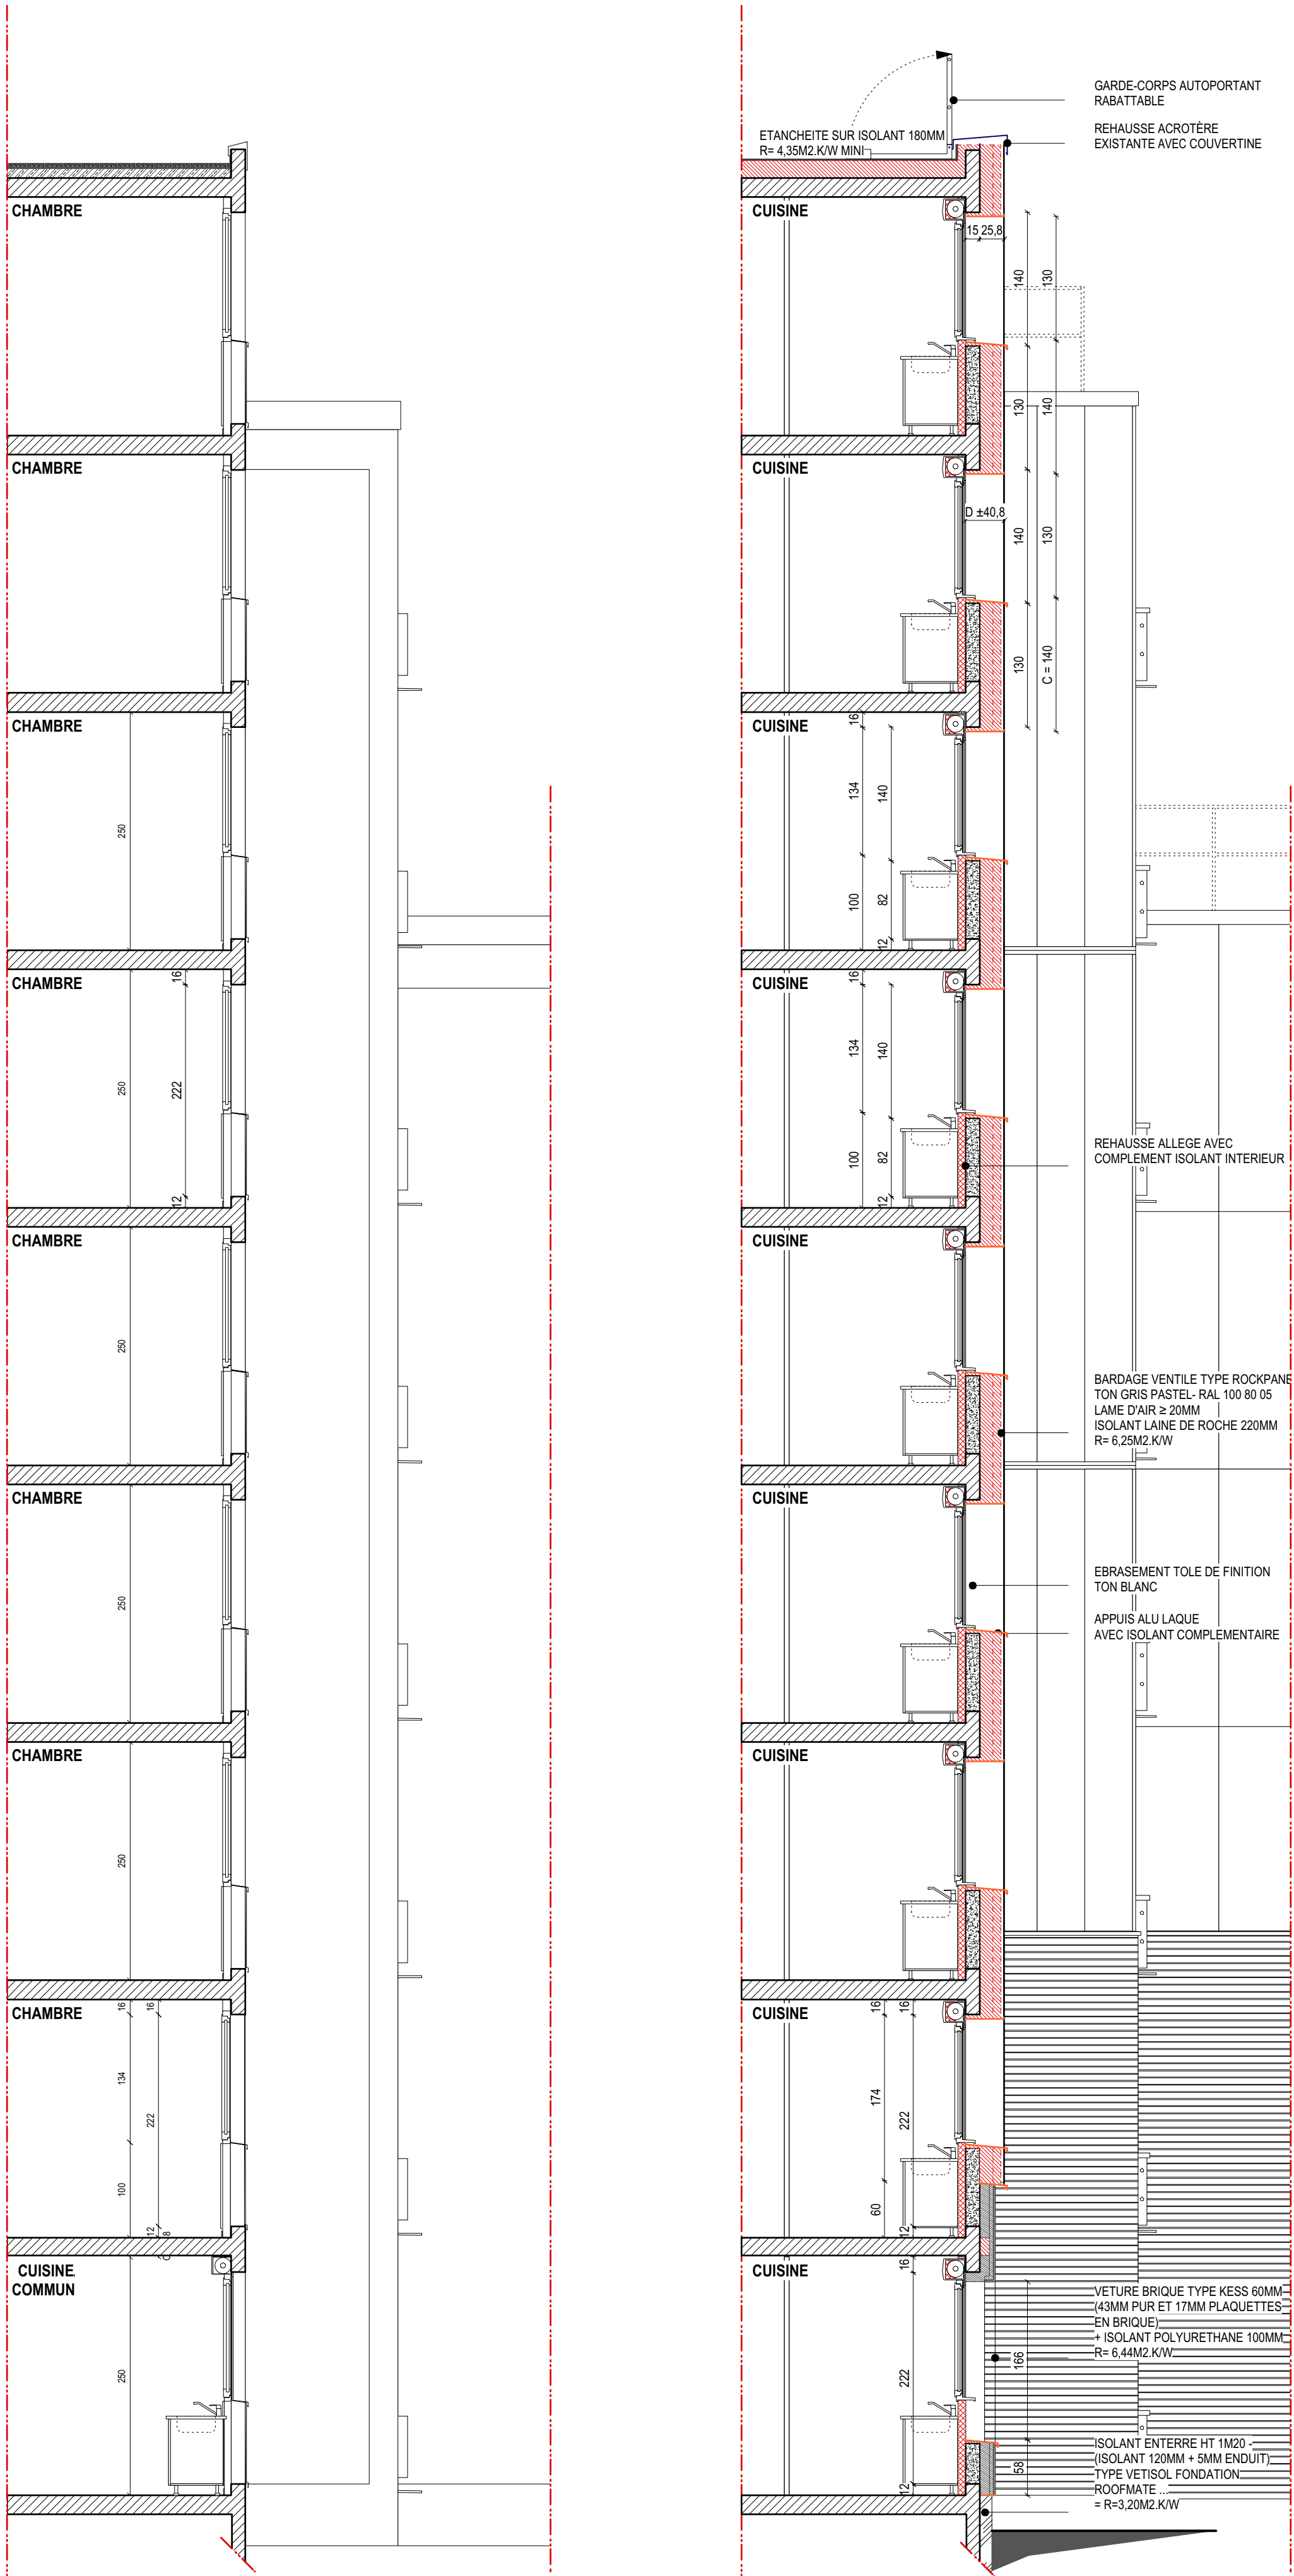 GARDE-CORPS AUTOPORTANT
RABATTABLE
REHAUSSE ACROTÈRE
EXISTANTE AVEC COUVERTINE
ETANCHEITE SUR ISOLANT 180MM
R= 4,35M2.K/W MINI
CHAMBRE
CUISINE
15 25,8
140
130
130
140
CHAMBRE
CUISINE
D ±40,8
140
130
130
C = 140
CHAMBRE
250
CUISINE
16
134
140
100
82
12
CHAMBRE
16
250
222
12
CUISINE
16
134
140
100
82
12
REHAUSSE ALLEGE AVEC
COMPLEMENT ISOLANT INTERIEUR
CHAMBRE
250
CUISINE
BARDAGE VENTILE TYPE ROCKPANE
TON GRIS PASTEL- RAL 100 80 05
LAME D'AIR ≥ 20MM
ISOLANT LAINE DE ROCHE 220MM
R= 6,25M2.K/W
CHAMBRE
250
CUISINE
EBRASEMENT TOLE DE FINITION
TON BLANC
APPUIS ALU LAQUE
AVEC ISOLANT COMPLEMENTAIRE
CHAMBRE
250
CUISINE
CHAMBRE
16
16
134
222
100
12
8
CUISINE
16
16
174
222
60
12
CUISINE
COMMUN
250
CUISINE
16
222
12
166
58
VETURE BRIQUE TYPE KESS 60MM
(43MM PUR ET 17MM PLAQUETTES
EN BRIQUE)
+ ISOLANT POLYURETHANE 100MM
R= 6,44M2.K/W
ISOLANT ENTERRE HT 1M20 -
(ISOLANT 120MM + 5MM ENDUIT)
TYPE VETISOL FONDATION
ROOFMATE ...
= R=3,20M2.K/W